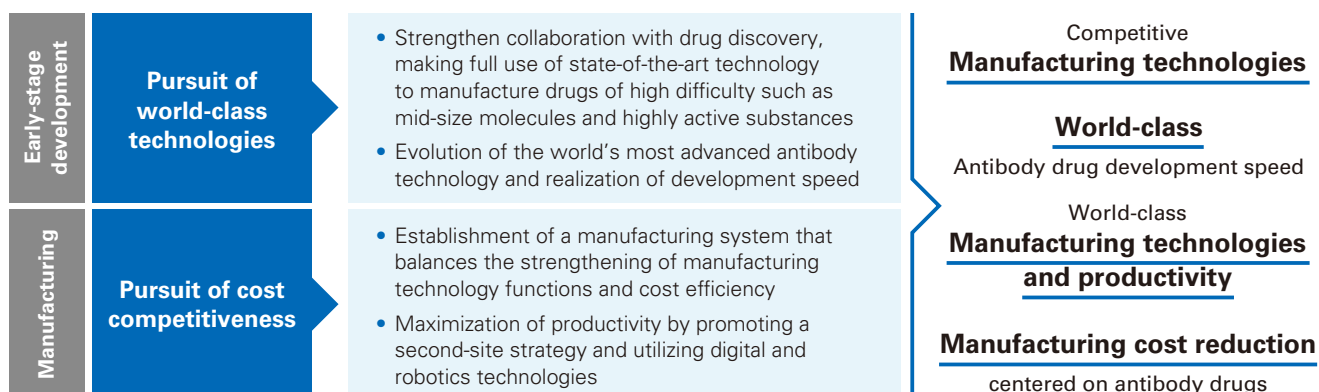 Early-stage
development
Pursuit of
world-class
technologies
• Strengthen collaboration with drug discovery,
making full use of state-of-the-art technology
to manufacture drugs of high difficulty such as
mid-size molecules and highly active substances
• Evolution of the world's most advanced antibody
technology and realization of development speed
Manufacturing
Pursuit of cost
competitiveness
• Establishment of a manufacturing system that
balances the strengthening of manufacturing
technology functions and cost efficiency
• Maximization of productivity by promoting a
second-site strategy and utilizing digital and
robotics technologies
Competitive
Manufacturing technologies
World-class
Antibody drug development speed
World-class
Manufacturing technologies
and productivity
Manufacturing cost reduction
centered on antibody drugs